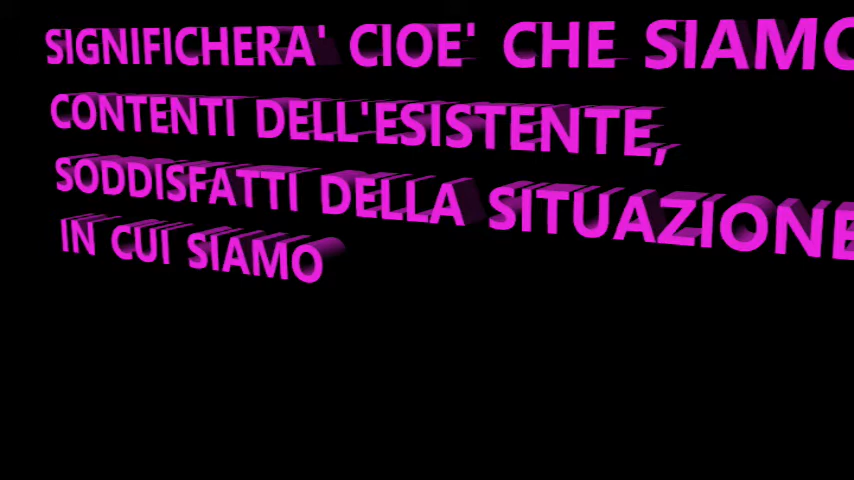 SIGNIFICHERA' CIOE' CHE SIAMO
CONTENTI DELL'ESISTENTE,
SODDISFATTI DELLA SITUAZIONE
IN CUI SIAMO